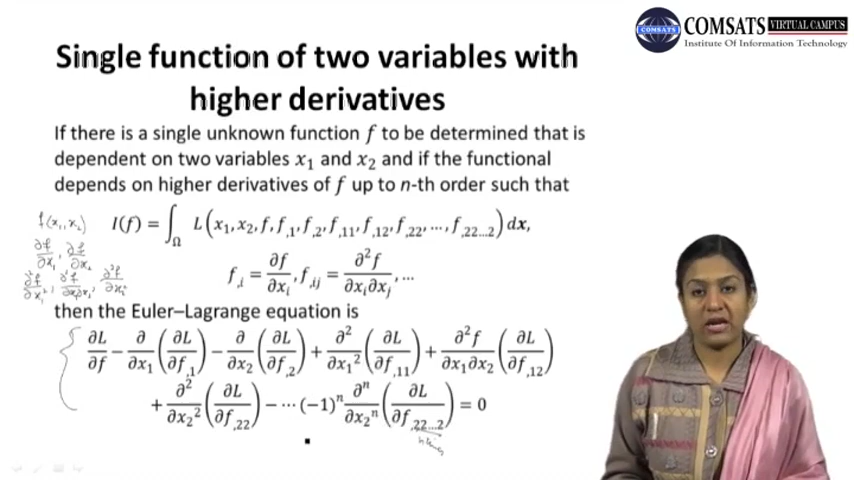 COMSATS VIRTUAL CAMPUS
COMSATS
Institute Of Information Technology
Single function of two variables with
higher derivatives
If there is a single unknown function f to be determined that is
dependent on two variables x₁ and x₂ and if the functional
depends on higher derivatives of f up to n-th order such that
f(x₁, x₂)
I(f) = ∫_Ω L(x₁, x₂, f, f,₁, f,₂, f,₁₁, f,₁₂, f,₂₂, ⋯, f,₂₂…₂) dx,
∂f/∂x₁, ∂f/∂x₂
f,ᵢ = ∂f/∂xᵢ, f,ᵢⱼ = ∂²f/∂xᵢ∂xⱼ, …
then the Euler–Lagrange equation is
∂L/∂f − ∂/∂x₁ (∂L/∂f,₁) − ∂/∂x₂ (∂L/∂f,₂) + ∂²/∂x₁² (∂L/∂f,₁₁) + ∂²f/∂x₁∂x₂ (∂L/∂f,₁₂)
+ ∂²/∂x₂² (∂L/∂f,₂₂) − ⋯ (−1)ⁿ ∂ⁿ/∂x₂ⁿ (∂L/∂f,₂₂…₂) = 0